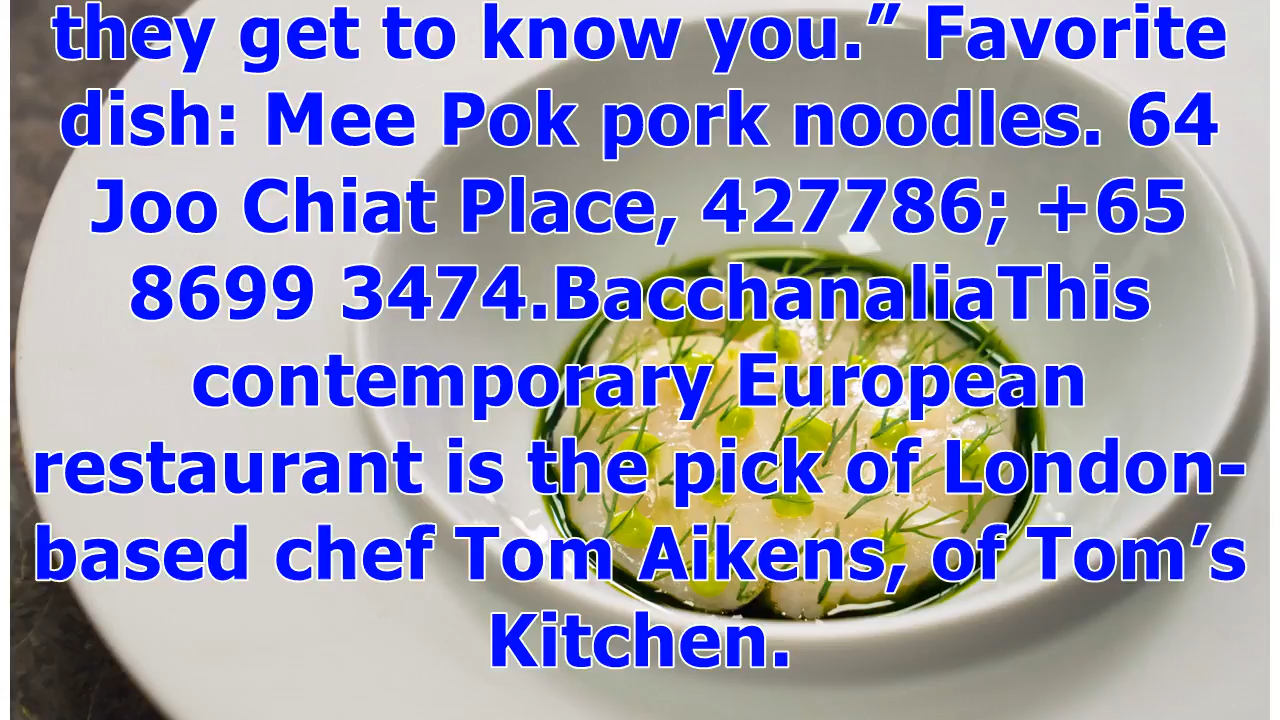 they get to know you.” Favorite
dish: Mee Pok pork noodles. 64
Joo Chiat Place, 427786; +65
8699 3474.BacchanaliaThis
contemporary European
restaurant is the pick of London-
based chef Tom Aikens, of Tom’s
Kitchen.